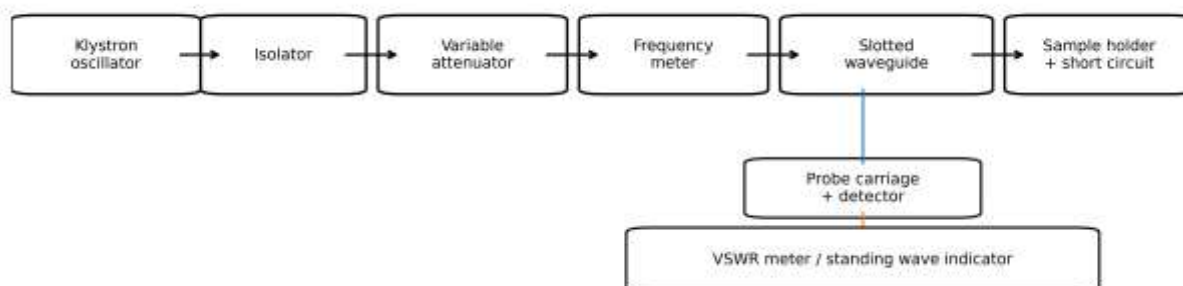 Klystron
oscillator
Isolator
Variable
attenuator
Frequency
meter
Slotted
waveguide
Sample holder
+ short circuit
Probe carriage
+ detector
VSWR meter / standing wave indicator